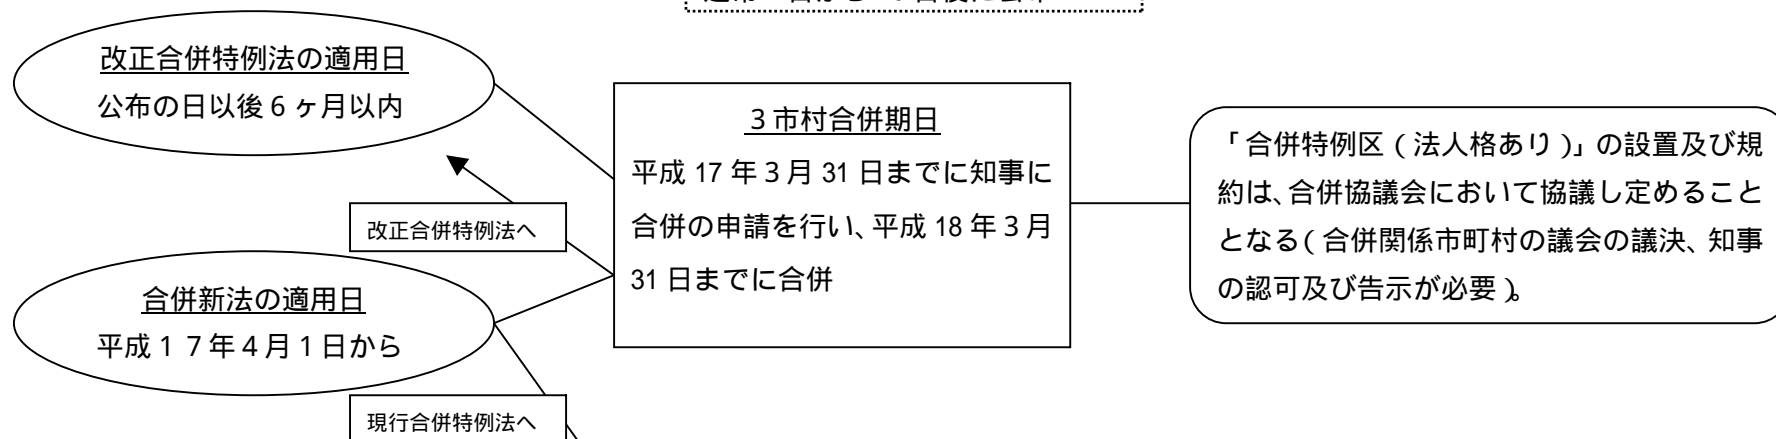 改正合併特例法の適用日
公布の日以後6ヶ月以内
改正合併特例法へ
合併新法の適用日
平成17年4月1日から
現行合併特例法へ
3市村合併期日
平成17年3月31日までに知事に
合併の申請を行い、平成18年3月
31日までに合併
「合併特例区(法人格あり)」の設置及び規
約は、合併協議会において協議し定めること
となる(合併関係市町村の議会の議決、知事
の認可及び告示が必要)。